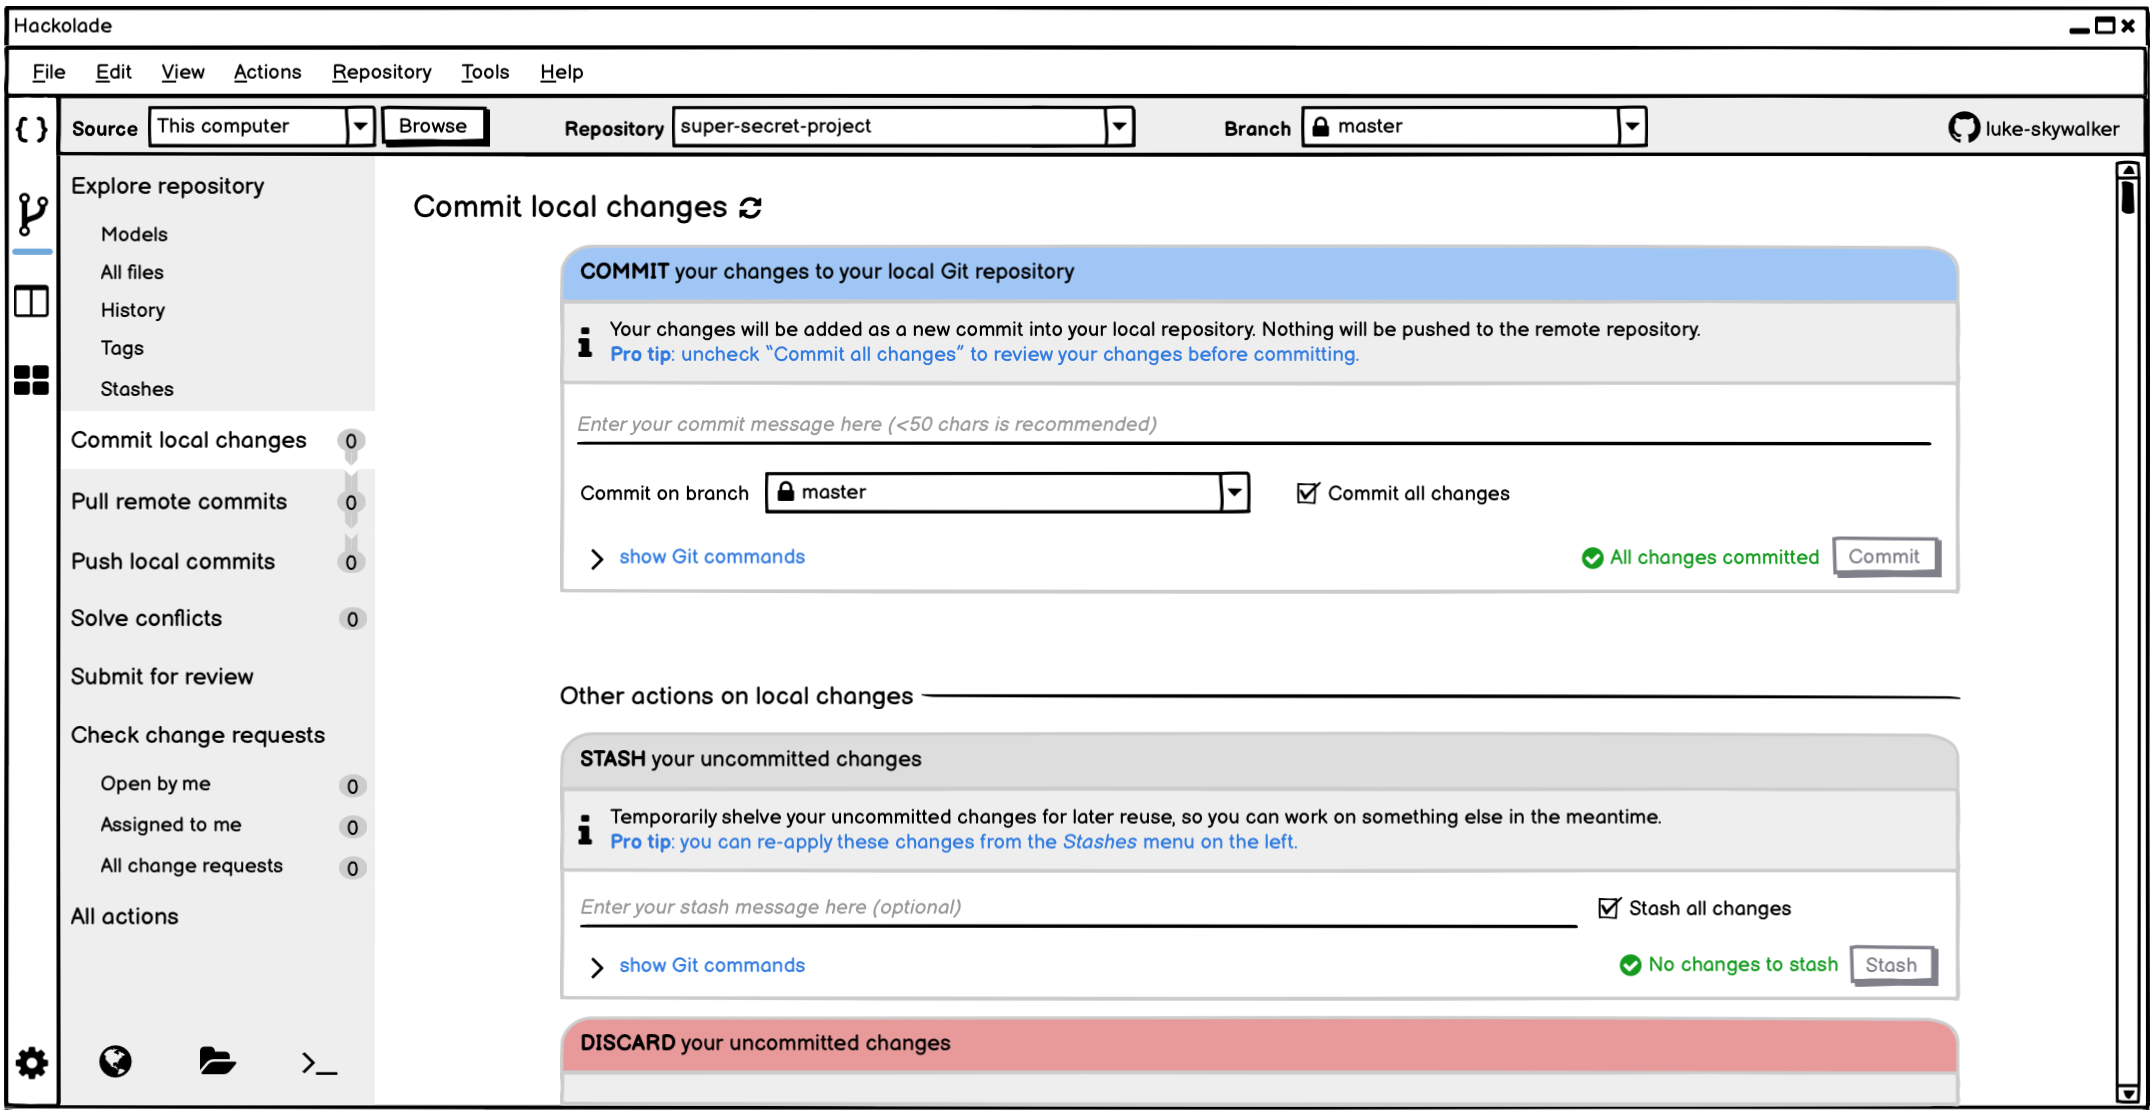 Hackolade
File Edit View Actions Repository Tools Help
Source This computer Browse Repository super-secret-project Branch master luke-skywalker
Explore repository
Models
All files
History
Tags
Stashes
Commit local changes 0
Pull remote commits 0
Push local commits 0
Solve conflicts 0
Submit for review
Check change requests
Open by me 0
Assigned to me 0
All change requests 0
All actions
Commit local changes
COMMIT your changes to your local Git repository
Your changes will be added as a new commit into your local repository. Nothing will be pushed to the remote repository.
Pro tip: uncheck "Commit all changes" to review your changes before committing.
Enter your commit message here (<50 chars is recommended)
Commit on branch master Commit all changes
show Git commands All changes committed Commit
Other actions on local changes
STASH your uncommitted changes
Temporarily shelve your uncommitted changes for later reuse, so you can work on something else in the meantime.
Pro tip: you can re-apply these changes from the Stashes menu on the left.
Enter your stash message here (optional) Stash all changes
show Git commands No changes to stash Stash
DISCARD your uncommitted changes